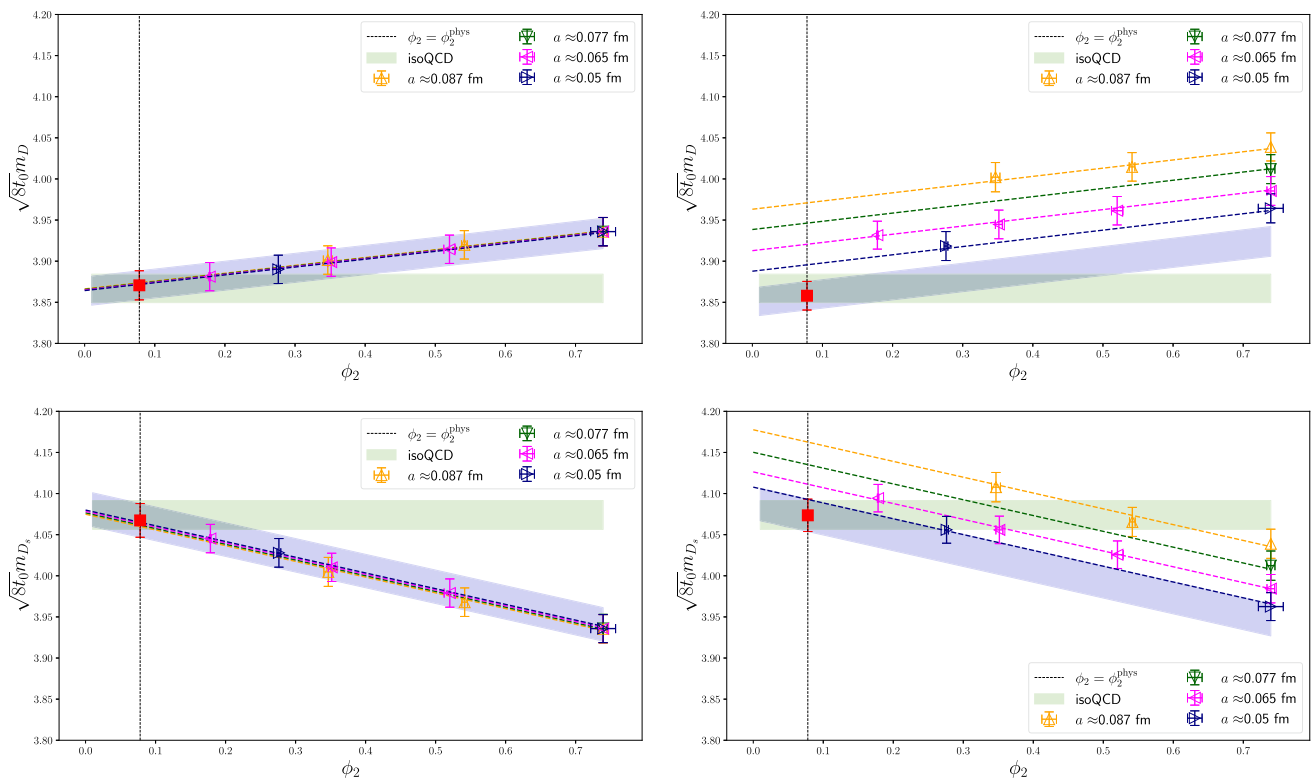 4.20
4.15
4.10
4.05
4.00
3.95
3.90
3.85
3.80
√8t₀m_D
0.0 0.1 0.2 0.3 0.4 0.5 0.6 0.7
ϕ₂
ϕ₂ = ϕ₂^phys
isoQCD
a ≈0.087 fm
a ≈0.077 fm
a ≈0.065 fm
a ≈0.05 fm
4.20
4.15
4.10
4.05
4.00
3.95
3.90
3.85
3.80
√8t₀m_D
0.0 0.1 0.2 0.3 0.4 0.5 0.6 0.7
ϕ₂
ϕ₂ = ϕ₂^phys
isoQCD
a ≈0.087 fm
a ≈0.077 fm
a ≈0.065 fm
a ≈0.05 fm
4.20
4.15
4.10
4.05
4.00
3.95
3.90
3.85
3.80
√8t₀m_{D_s}
0.0 0.1 0.2 0.3 0.4 0.5 0.6 0.7
ϕ₂
ϕ₂ = ϕ₂^phys
isoQCD
a ≈0.087 fm
a ≈0.077 fm
a ≈0.065 fm
a ≈0.05 fm
4.20
4.15
4.10
4.05
4.00
3.95
3.90
3.85
3.80
√8t₀m_{D_s}
0.0 0.1 0.2 0.3 0.4 0.5 0.6 0.7
ϕ₂
ϕ₂ = ϕ₂^phys
isoQCD
a ≈0.087 fm
a ≈0.077 fm
a ≈0.065 fm
a ≈0.05 fm